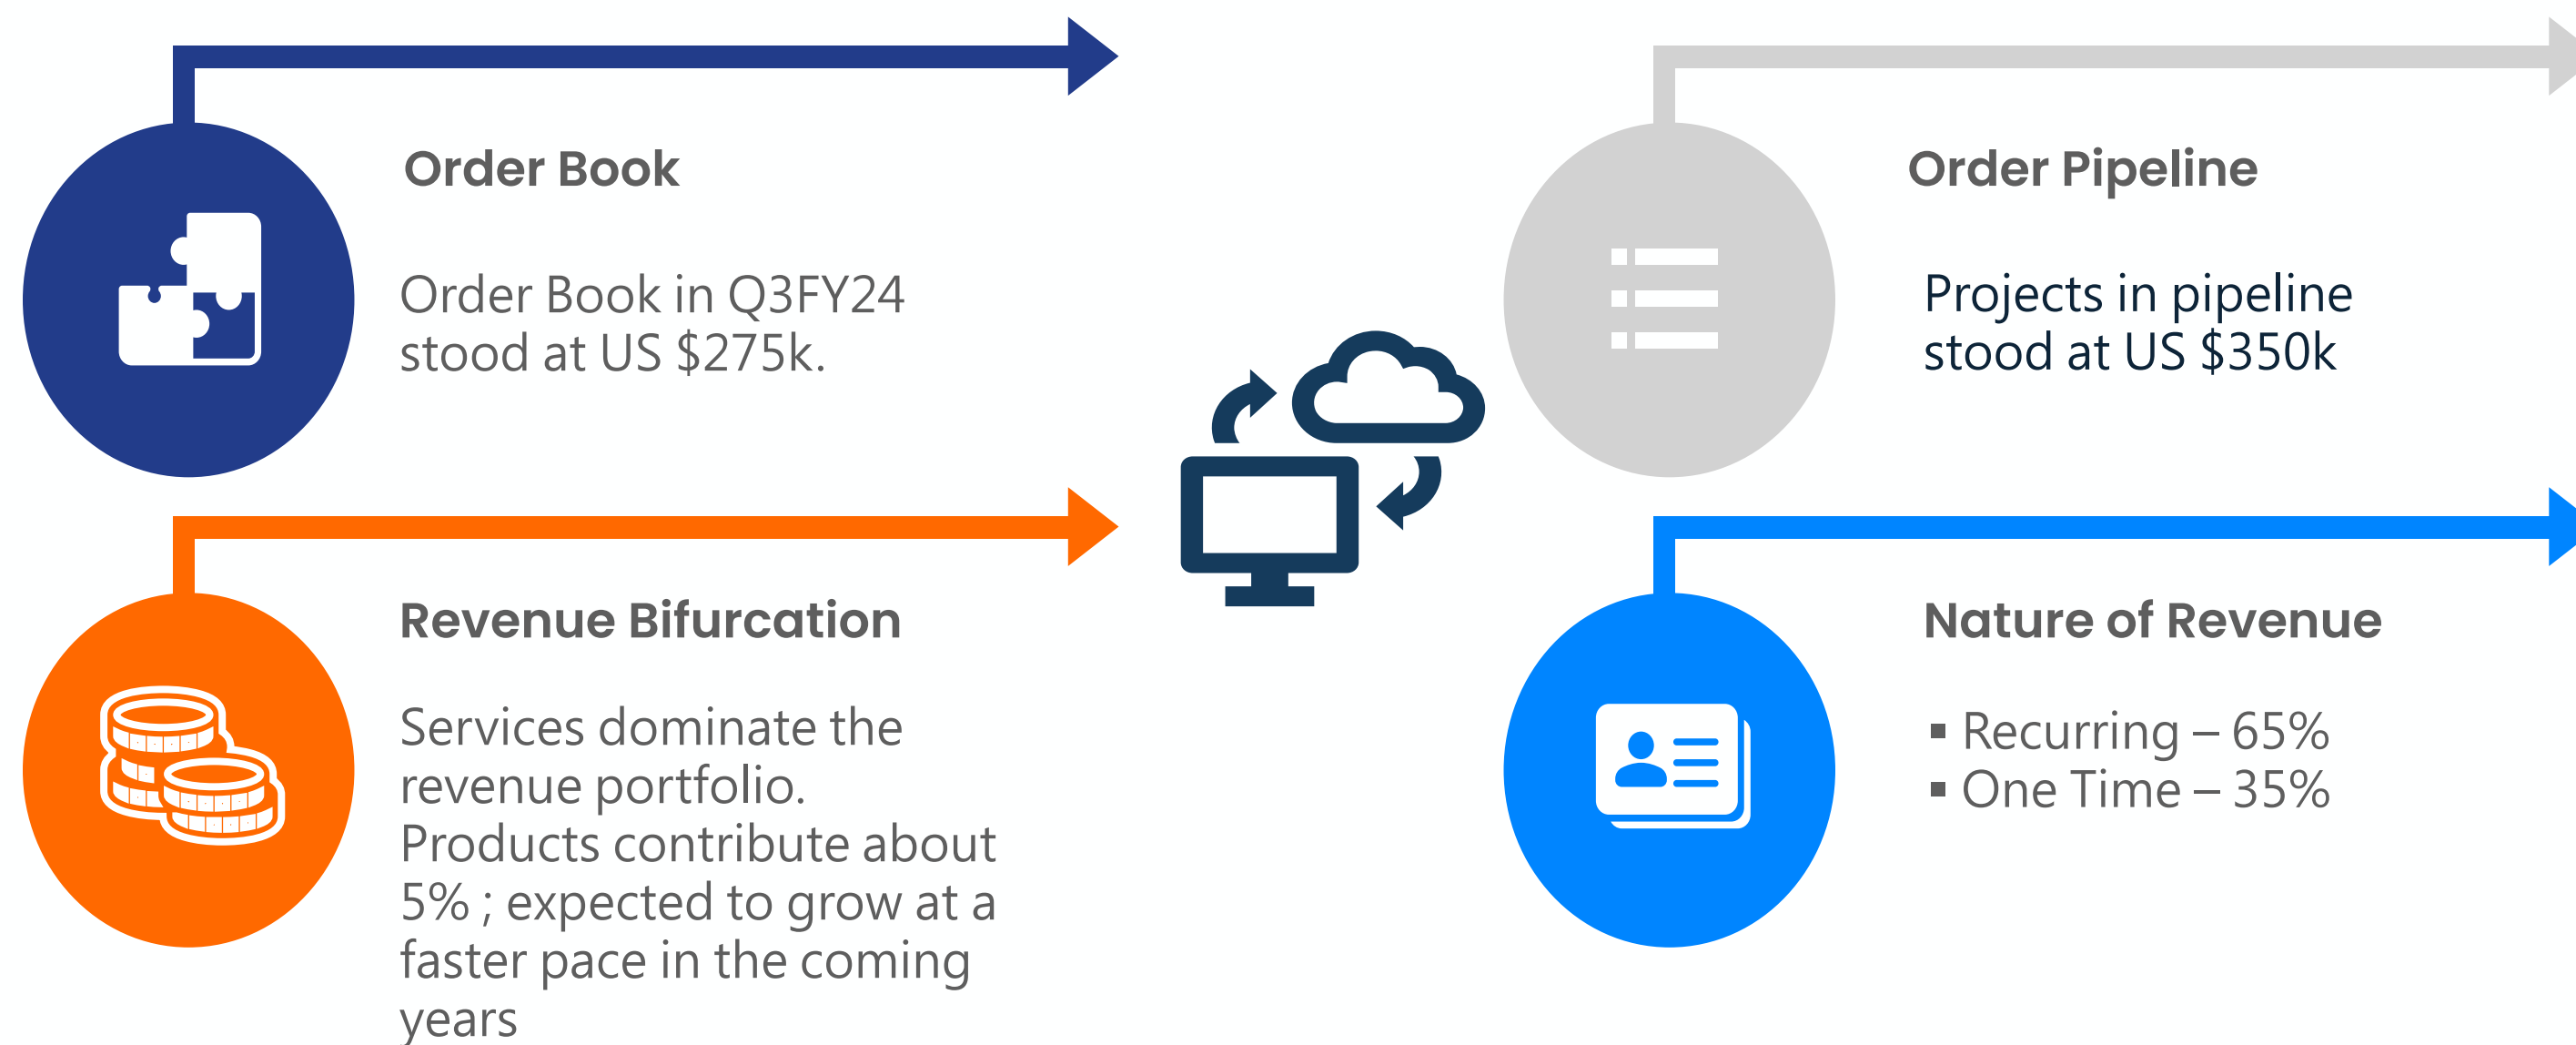 Order Book
Order Book in Q3FY24
stood at US $275k.
Order Pipeline
Projects in pipeline
stood at US $350k
Revenue Bifurcation
Services dominate the
revenue portfolio.
Products contribute about
5% ; expected to grow at a
faster pace in the coming
years
Nature of Revenue
▪ Recurring – 65%
▪ One Time – 35%